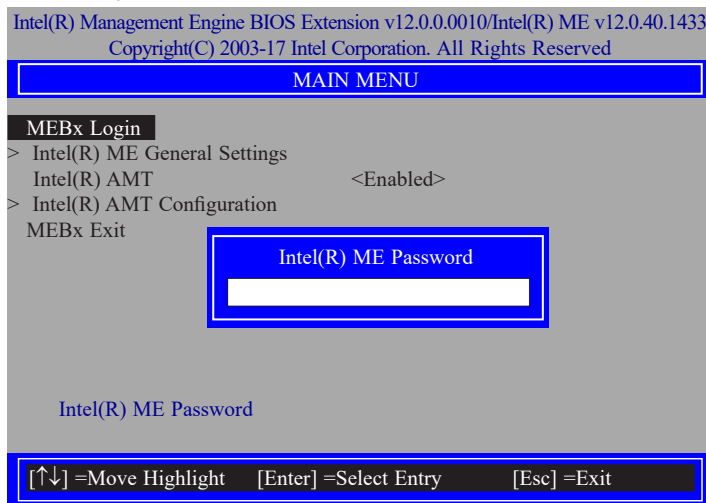 Intel(R) Management Engine BIOS Extension v12.0.0.0010/Intel(R) ME v12.0.40.1433
Copyright(C) 2003-17 Intel Corporation. All Rights Reserved
MAIN MENU
MEBx Login
> Intel(R) ME General Settings
Intel(R) AMT <Enabled>
> Intel(R) AMT Configuration
MEBx Exit
Intel(R) ME Password
Intel(R) ME Password
[↑↓] =Move Highlight [Enter] =Select Entry [Esc] =Exit